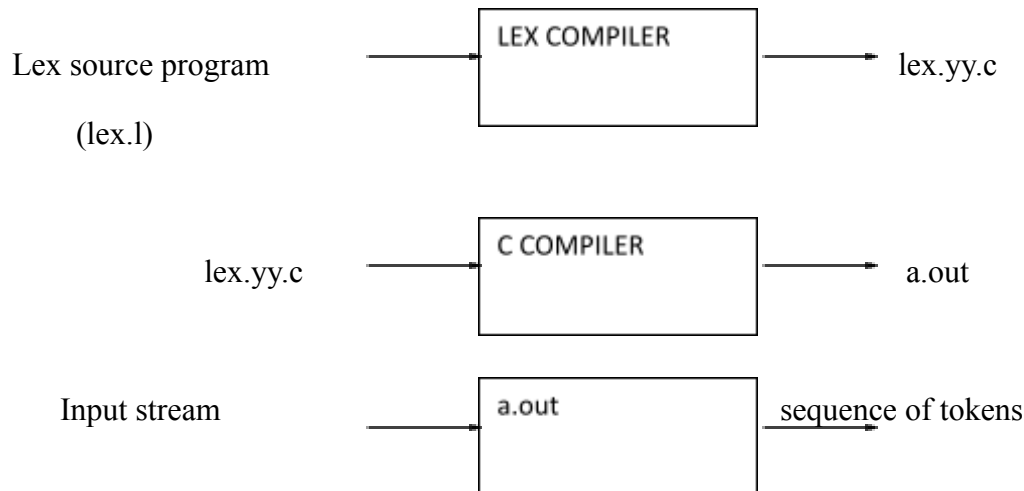 LEX COMPILER
Lex source program
lex.yy.c
(lex.l)
C COMPILER
lex.yy.c
a.out
Input stream
a.out
sequence of tokens